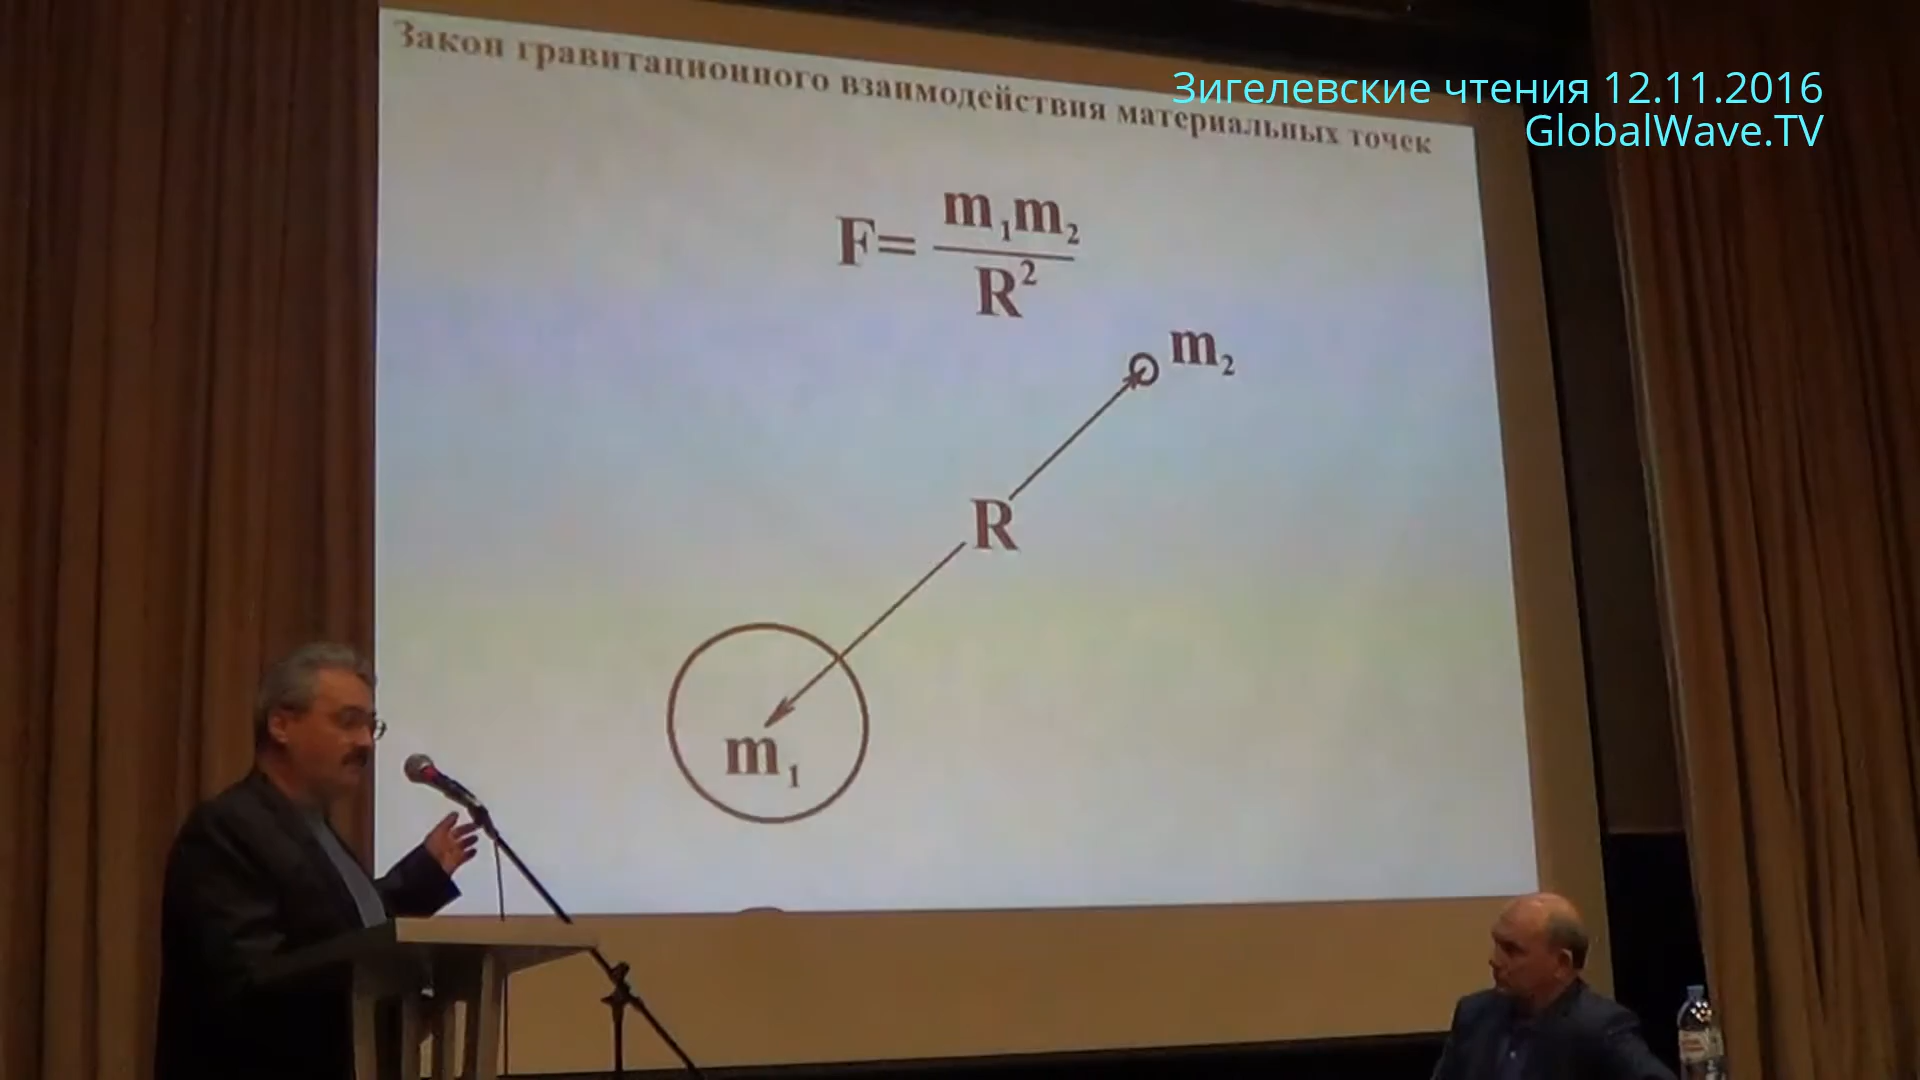 Закон гравитационного взаимодействия материальных точек
Зигелевские чтения 12.11.2016
GlobalWave.TV
F= m₁m₂ / R²
m₂
R
m₁